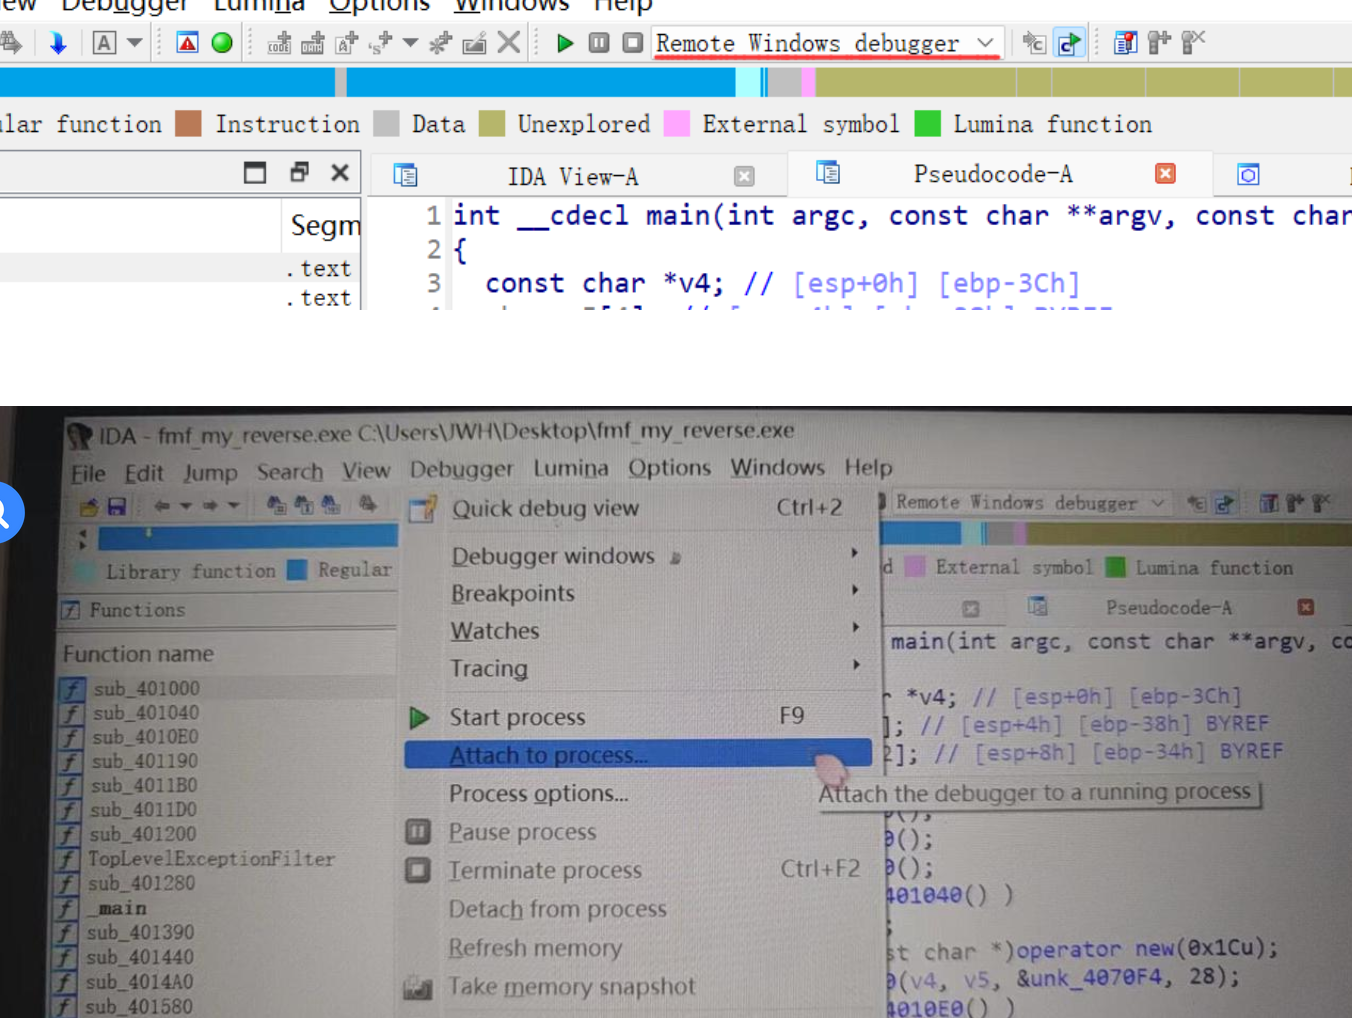 Debugger Lumina Options Windows Help
Remote Windows debugger
function Instruction Data Unexplored External symbol Lumina function
IDA View-A Pseudocode-A
Segm
.text
.text
1 int __cdecl main(int argc, const char **argv, const char
2 {
3 const char *v4; // [esp+0h] [ebp-3Ch]
IDA - fmf_my_reverse.exe C:\Users\JWH\Desktop\fmf_my_reverse.exe
File Edit Jump Search View Debugger Lumina Options Windows Help
Quick debug view Ctrl+2
Remote Windows debugger
Debugger windows
Library function Regular
External symbol Lumina function
Breakpoints
Functions
Pseudocode-A
Watches
main(int argc, const char **argv, co
Function name
Tracing
sub_401000
*v4; // [esp+0h] [ebp-3Ch]
sub_401040
Start process F9
]; // [esp+4h] [ebp-38h] BYREF
sub_4010E0
Attach to process...
2]; // [esp+8h] [ebp-34h] BYREF
sub_401190
sub_4011B0
Process options...
Attach the debugger to a running process
sub_4011D0
();
sub_401200
Pause process
0();
TopLevelExceptionFilter
Terminate process Ctrl+F2
0();
sub_401280
401040() )
_main
Detach from process
sub_401390
Refresh memory
st char *)operator new(0x1Cu);
sub_401440
0(v4, v5, &unk_4070F4, 28);
sub_4014A0
Take memory snapshot
4010E0() )
sub_401580